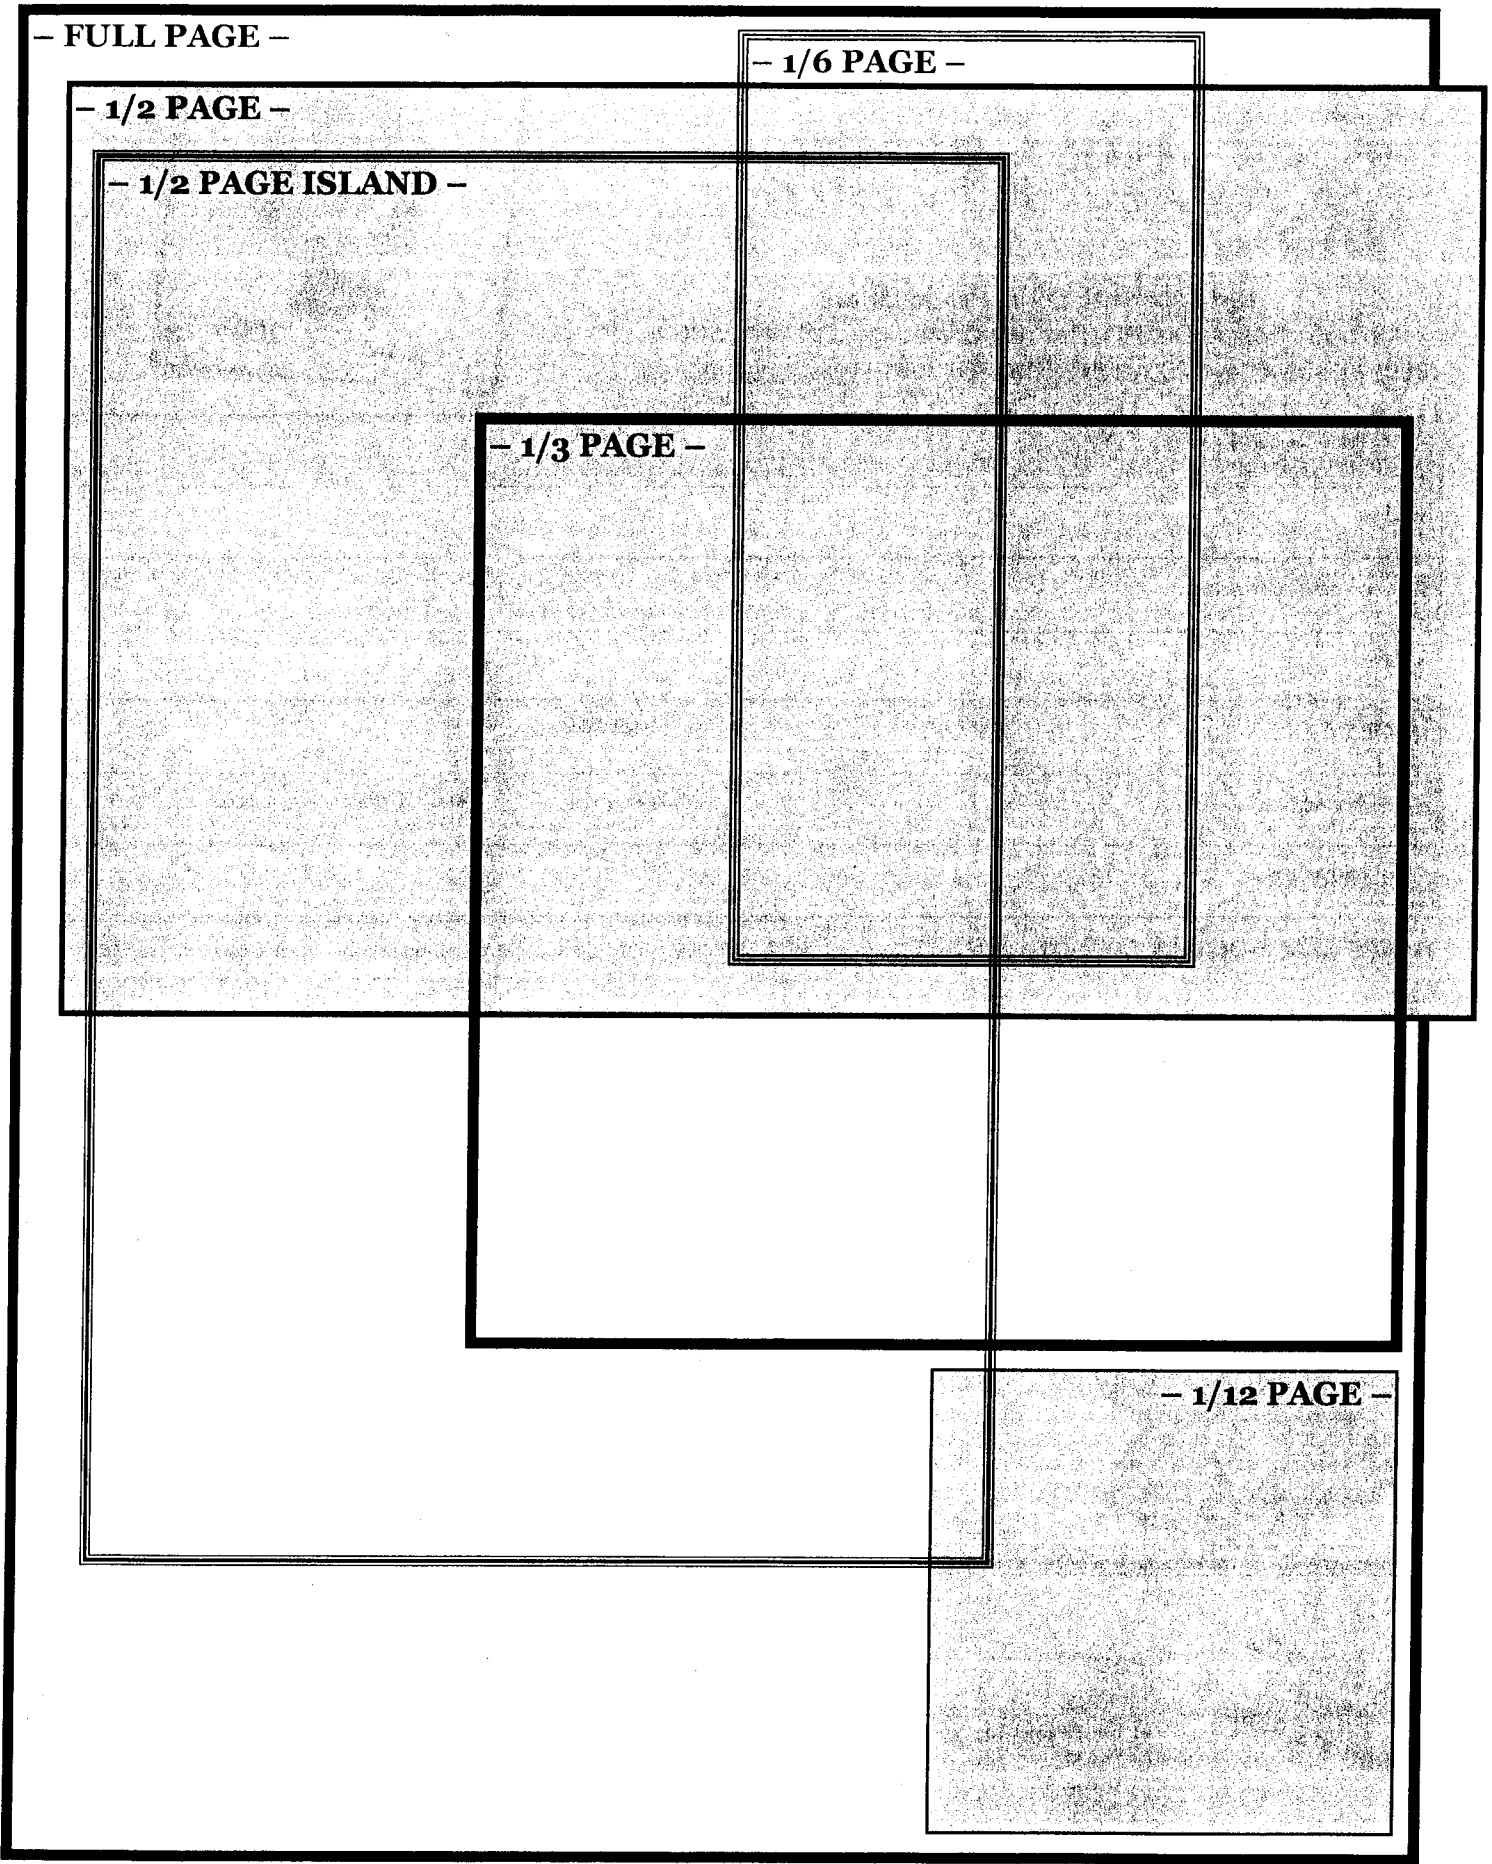 – FULL PAGE –
– 1/6 PAGE –
– 1/2 PAGE –
– 1/2 PAGE ISLAND –
– 1/3 PAGE –
– 1/12 PAGE –